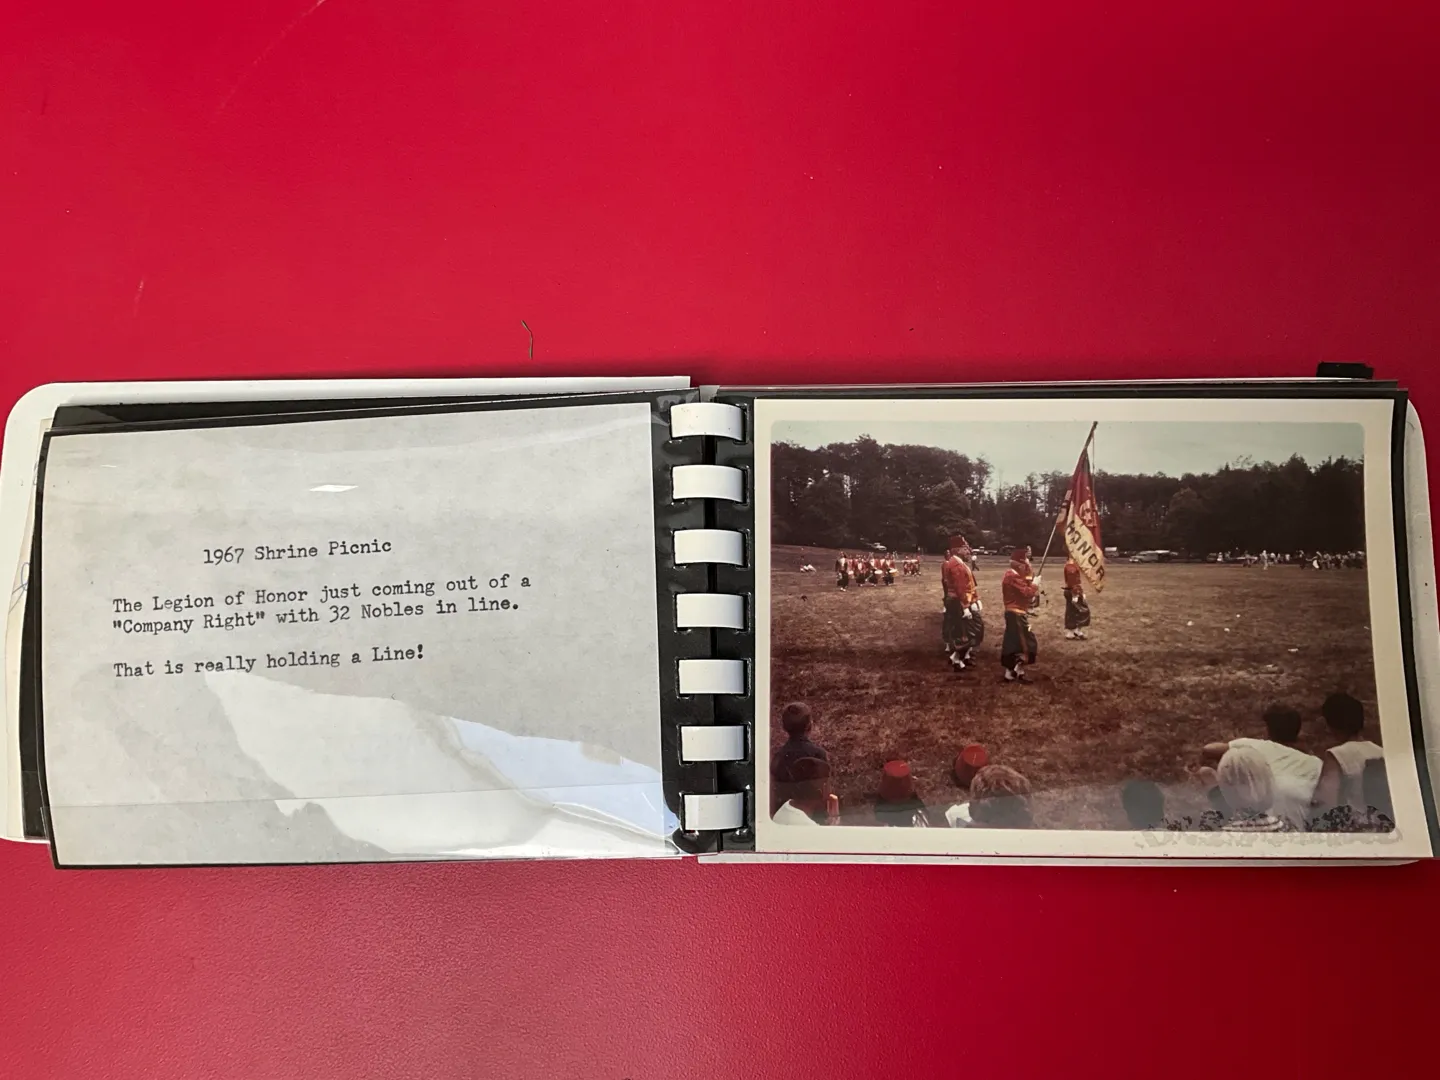 1967 Shrine Picnic
The Legion of Honor just coming out of a
"Company Right" with 32 Nobles in line.
That is really holding a Line!
HONOR